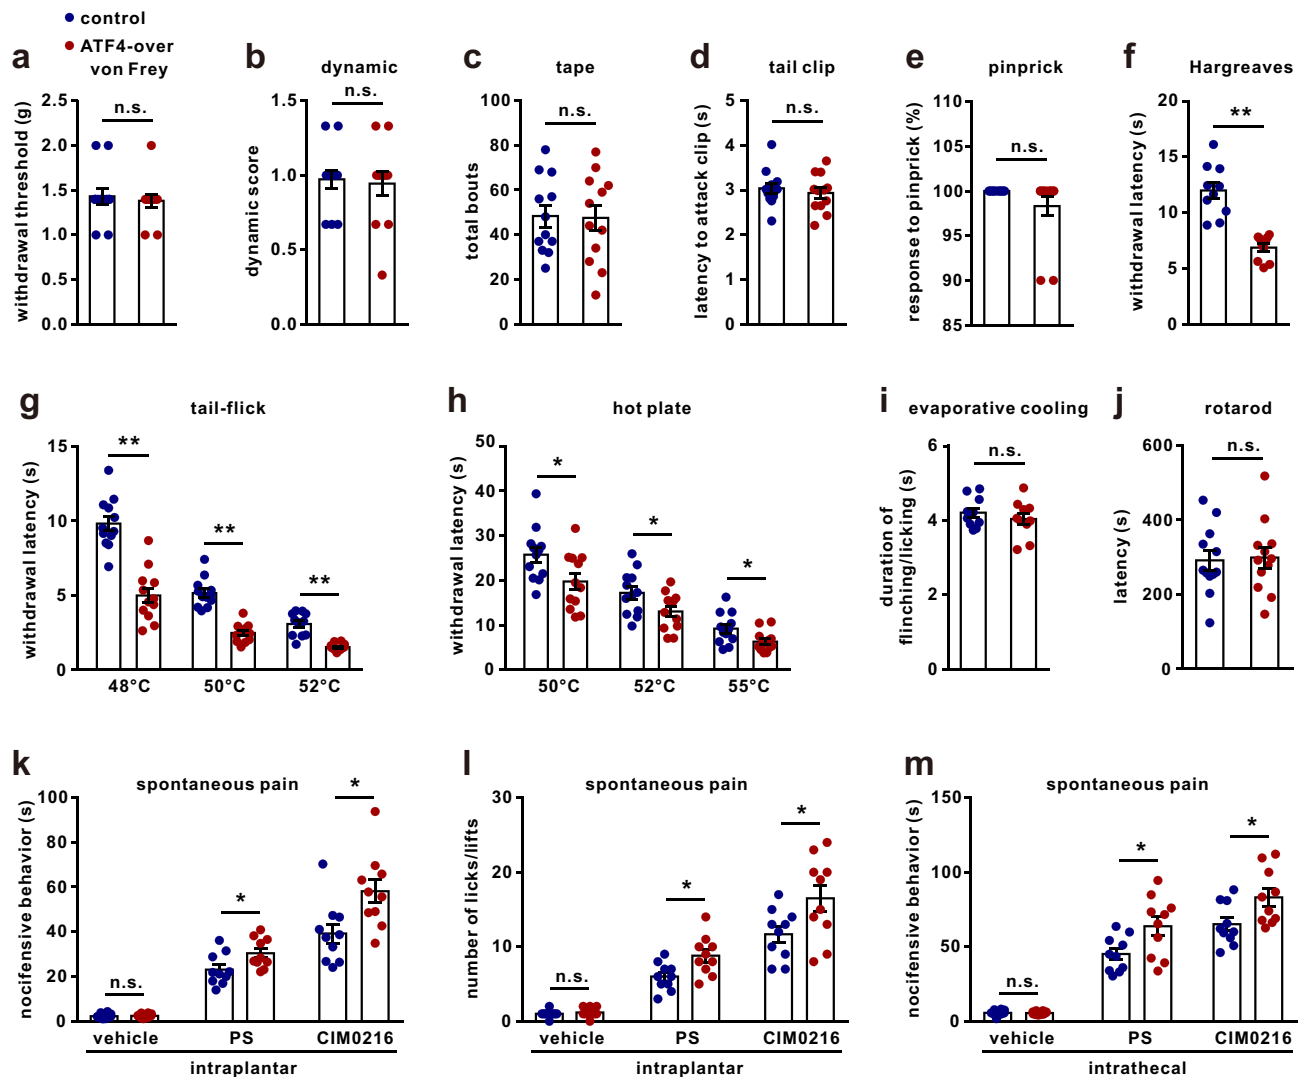 control
ATF4-over
a
von Frey
withdrawal threshold (g)
2.5
2.0
1.5
1.0
0.5
0.0
n.s.
b
dynamic
dynamic score
1.5
1.0
0.5
0.0
n.s.
c
tape
total bouts
100
80
60
40
20
0
n.s.
d
tail clip
latency to attack clip (s)
5
4
3
2
1
0
n.s.
e
pinprick
response to pinprick (%)
110
105
100
95
90
85
n.s.
f
Hargreaves
withdrawal latency (s)
20
15
10
5
0
**
g
tail-flick
withdrawal latency (s)
15
10
5
0
**
**
**
48°C 50°C 52°C
h
hot plate
withdrawal latency (s)
50
40
30
20
10
0
*
*
*
50°C 52°C 55°C
i
evaporative cooling
duration of
flinching/licking (s)
6
4
2
0
n.s.
j
rotarod
latency (s)
600
400
200
0
n.s.
k
spontaneous pain
nocifensive behavior (s)
100
80
60
40
20
0
n.s.
*
*
vehicle PS CIM0216
intraplantar
l
spontaneous pain
number of licks/lifts
30
20
10
0
n.s.
*
*
vehicle PS CIM0216
intraplantar
m
spontaneous pain
nocifensive behavior (s)
150
100
50
0
n.s.
*
*
vehicle PS CIM0216
intrathecal